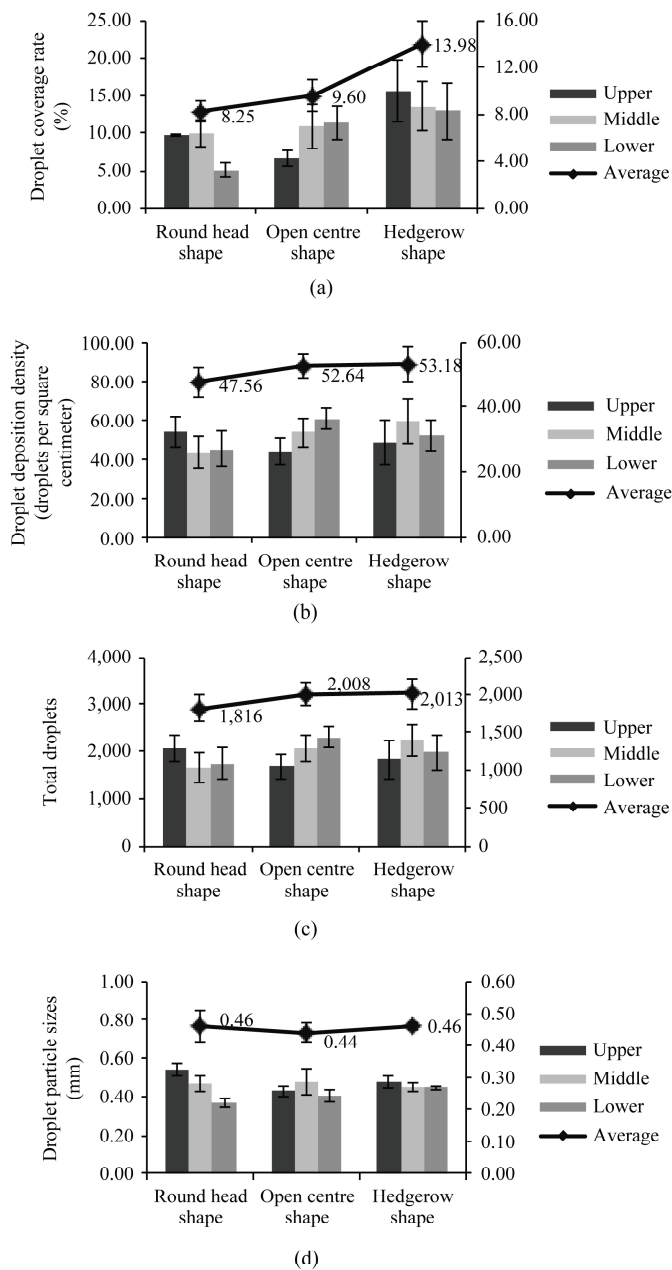 Droplet coverage rate
(%)
25.00
20.00
15.00
10.00
5.00
0.00
8.25
9.60
13.98
16.00
12.00
8.00
4.00
0.00
Upper
Middle
Lower
Average
Round head
shape
Open centre
shape
Hedgerow
shape
(a)
Droplet deposition density
(droplets per square
centimeter)
100.00
80.00
60.00
40.00
20.00
0.00
47.56
52.64
53.18
60.00
40.00
20.00
0.00
Upper
Middle
Lower
Average
Round head
shape
Open centre
shape
Hedgerow
shape
(b)
Total droplets
4,000
3,000
2,000
1,000
0
1,816
2,008
2,013
2,500
2,000
1,500
1,000
500
0
Upper
Middle
Lower
Average
Round head
shape
Open centre
shape
Hedgerow
shape
(c)
Droplet particle sizes
(mm)
1.00
0.80
0.60
0.40
0.20
0.00
0.46
0.44
0.46
0.60
0.50
0.40
0.30
0.20
0.10
0.00
Upper
Middle
Lower
Average
Round head
shape
Open centre
shape
Hedgerow
shape
(d)